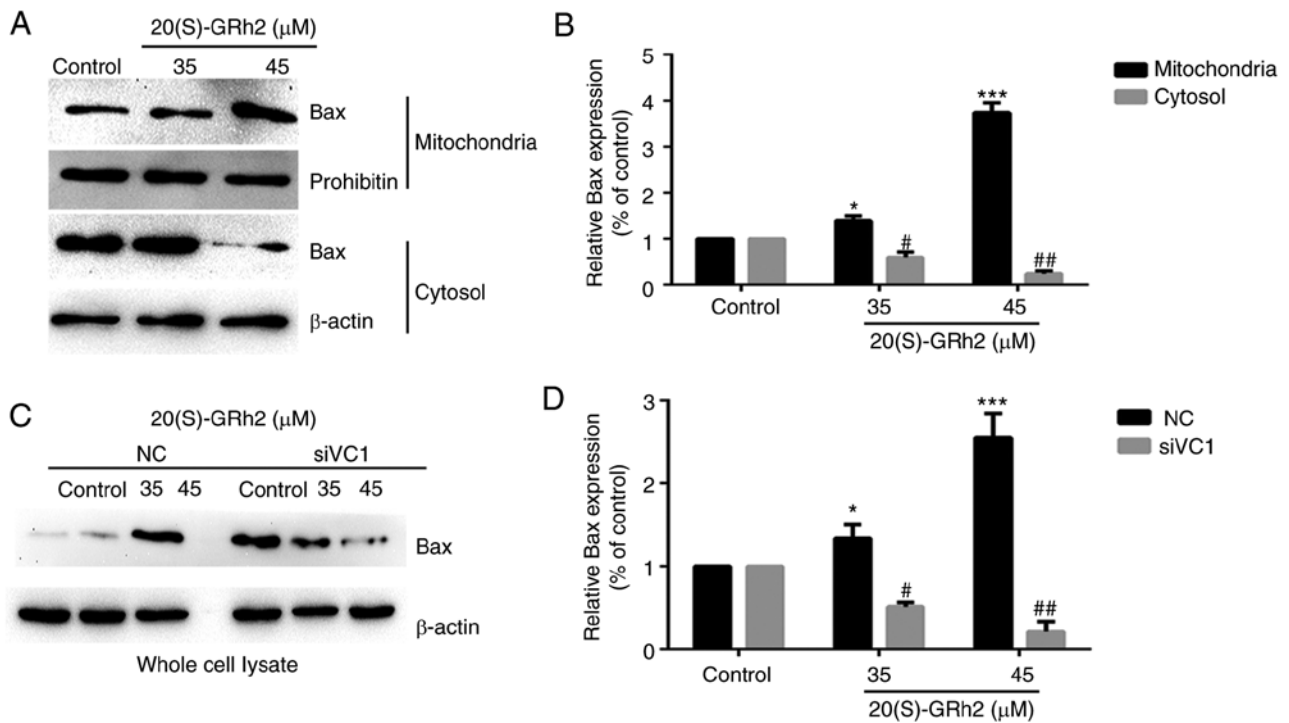 A
20(S)-GRh2 (μM)
Control 35 45
Bax
Mitochondria
Prohibitin
Bax
Cytosol
β-actin
B
Relative Bax expression
(% of control)
5
4
3
2
1
0
***
*
#
##
Control 35 45
20(S)-GRh2 (μM)
Mitochondria
Cytosol
C
20(S)-GRh2 (μM)
NC siVC1
Control 35 45 Control 35 45
Bax
β-actin
Whole cell lysate
D
Relative Bax expression
(% of control)
3
2
1
0
***
*
#
##
Control 35 45
20(S)-GRh2 (μM)
NC
siVC1